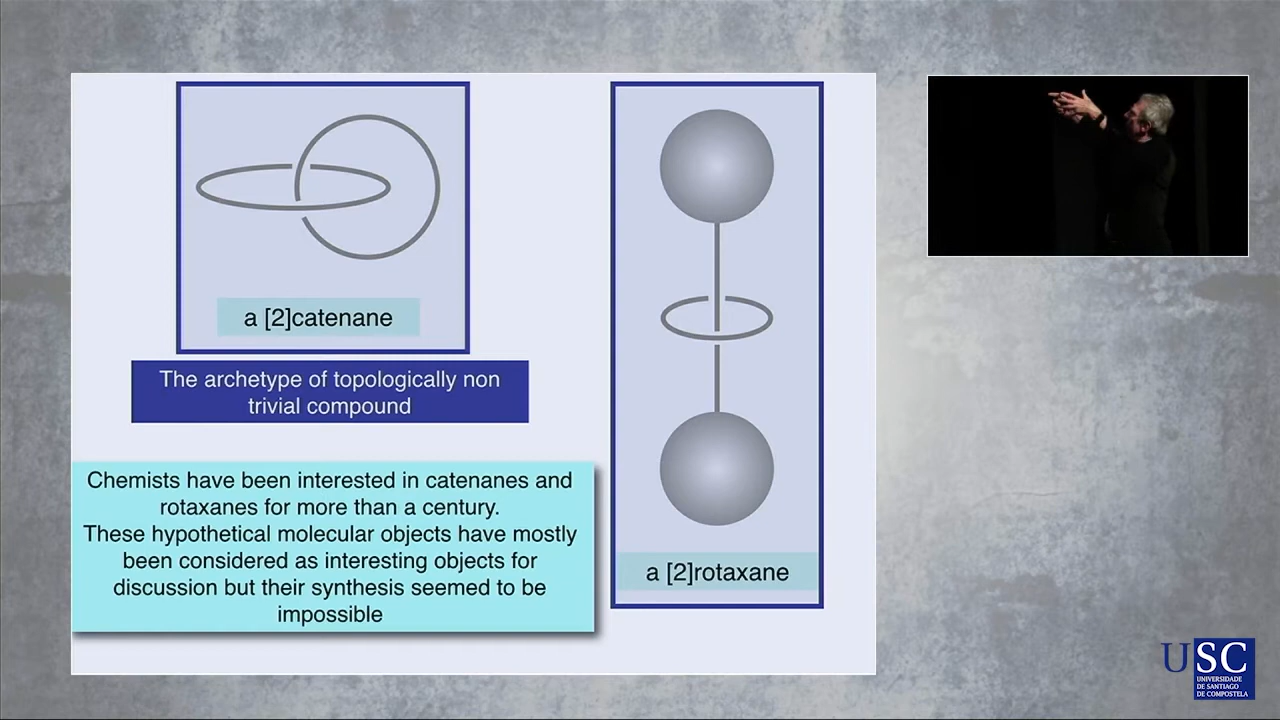 a [2]catenane
The archetype of topologically non
trivial compound
Chemists have been interested in catenanes and
rotaxanes for more than a century.
These hypothetical molecular objects have mostly
been considered as interesting objects for
discussion but their synthesis seemed to be
impossible
a [2]rotaxane
USC
UNIVERSIDADE
DE SANTIAGO
DE COMPOSTELA